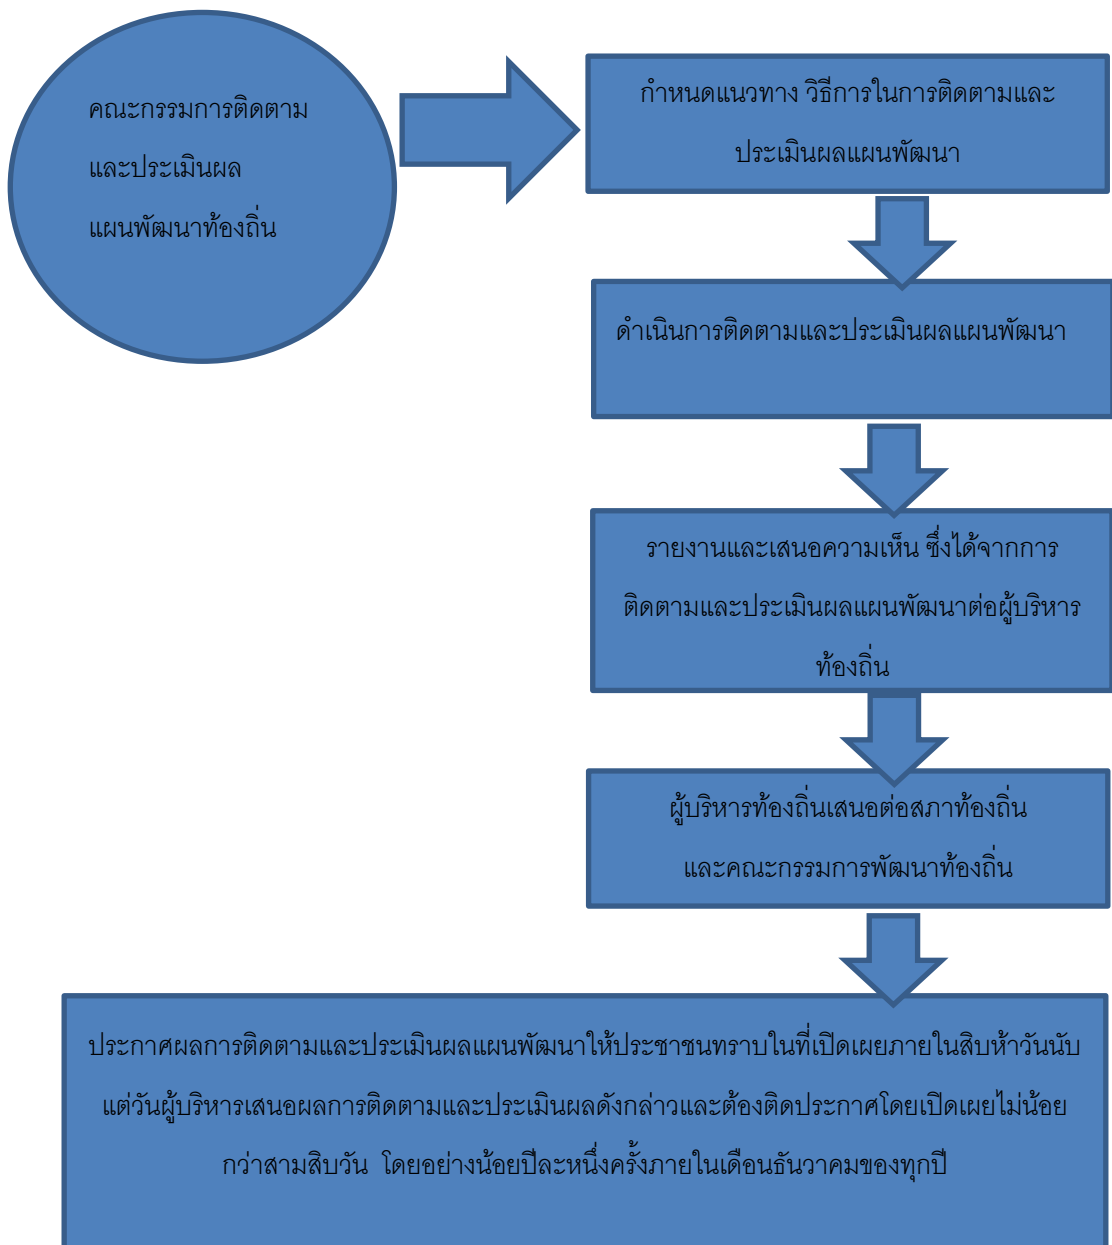 คณะกรรมการติดตาม
และประเมินผล
แผนพัฒนาท้องถิ่น
กำหนดแนวทาง วิธีการในการติดตามและ
ประเมินผลแผนพัฒนา
ดำเนินการติดตามและประเมินผลแผนพัฒนา
รายงานและเสนอความเห็น ซึ่งได้จากการ
ติดตามและประเมินผลแผนพัฒนาต่อผู้บริหาร
ท้องถิ่น
ผู้บริหารท้องถิ่นเสนอต่อสภาท้องถิ่น
และคณะกรรมการพัฒนาท้องถิ่น
ประกาศผลการติดตามและประเมินผลแผนพัฒนาให้ประชาชนทราบในที่เปิดเผยภายในสิบห้าวันนับ
แต่วันผู้บริหารเสนอผลการติดตามและประเมินผลดังกล่าวและต้องติดประกาศโดยเปิดเผยไม่น้อย
กว่าสามสิบวัน โดยอย่างน้อยปีละหนึ่งครั้งภายในเดือนธันวาคมของทุกปี